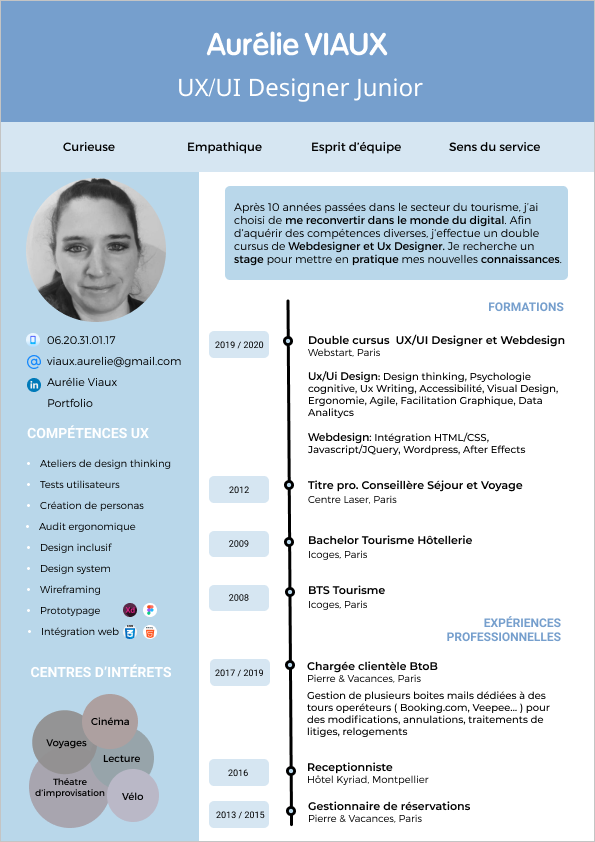 Aurélie VIAUX
UX/UI Designer Junior
Curieuse Empathique Esprit d'équipe Sens du service
Après 10 années passées dans le secteur du tourisme, j'ai
choisi de me reconvertir dans le monde du digital. Afin
d'aquérir des compétences diverses, j'effectue un double
cursus de Webdesigner et Ux Designer. Je recherche un
stage pour mettre en pratique mes nouvelles connaissances.
06.20.31.01.17
viaux.aurelie@gmail.com
in Aurélie Viaux
Portfolio
COMPÉTENCES UX
• Ateliers de design thinking
• Tests utilisateurs
• Création de personas
• Audit ergonomique
• Design inclusif
• Design system
• Wireframing
• Prototypage Xd
• Intégration web
CENTRES D'INTÉRETS
Cinéma
Voyages
Lecture
Théatre
d'improvisation
Vélo
FORMATIONS
2019 / 2020
Double cursus UX/UI Designer et Webdesign
Webstart, Paris
Ux/Ui Design: Design thinking, Psychologie
cognitive, Ux Writing, Accessibilité, Visual Design,
Ergonomie, Agile, Facilitation Graphique, Data
Analitycs
Webdesign: Intégration HTML/CSS,
Javascript/JQuery, Wordpress, After Effects
2012
Titre pro. Conseillère Séjour et Voyage
Centre Laser, Paris
2009
Bachelor Tourisme Hôtellerie
Icoges, Paris
2008
BTS Tourisme
Icoges, Paris
EXPÉRIENCES
PROFESSIONNELLES
2017 / 2019
Chargée clientèle BtoB
Pierre & Vacances, Paris
Gestion de plusieurs boites mails dédiées à des
tours operéteurs ( Booking.com, Veepee... ) pour
des modifications, annulations, traitements de
litiges, relogements
2016
Receptionniste
Hôtel Kyriad, Montpellier
2013 / 2015
Gestionnaire de réservations
Pierre & Vacances, Paris